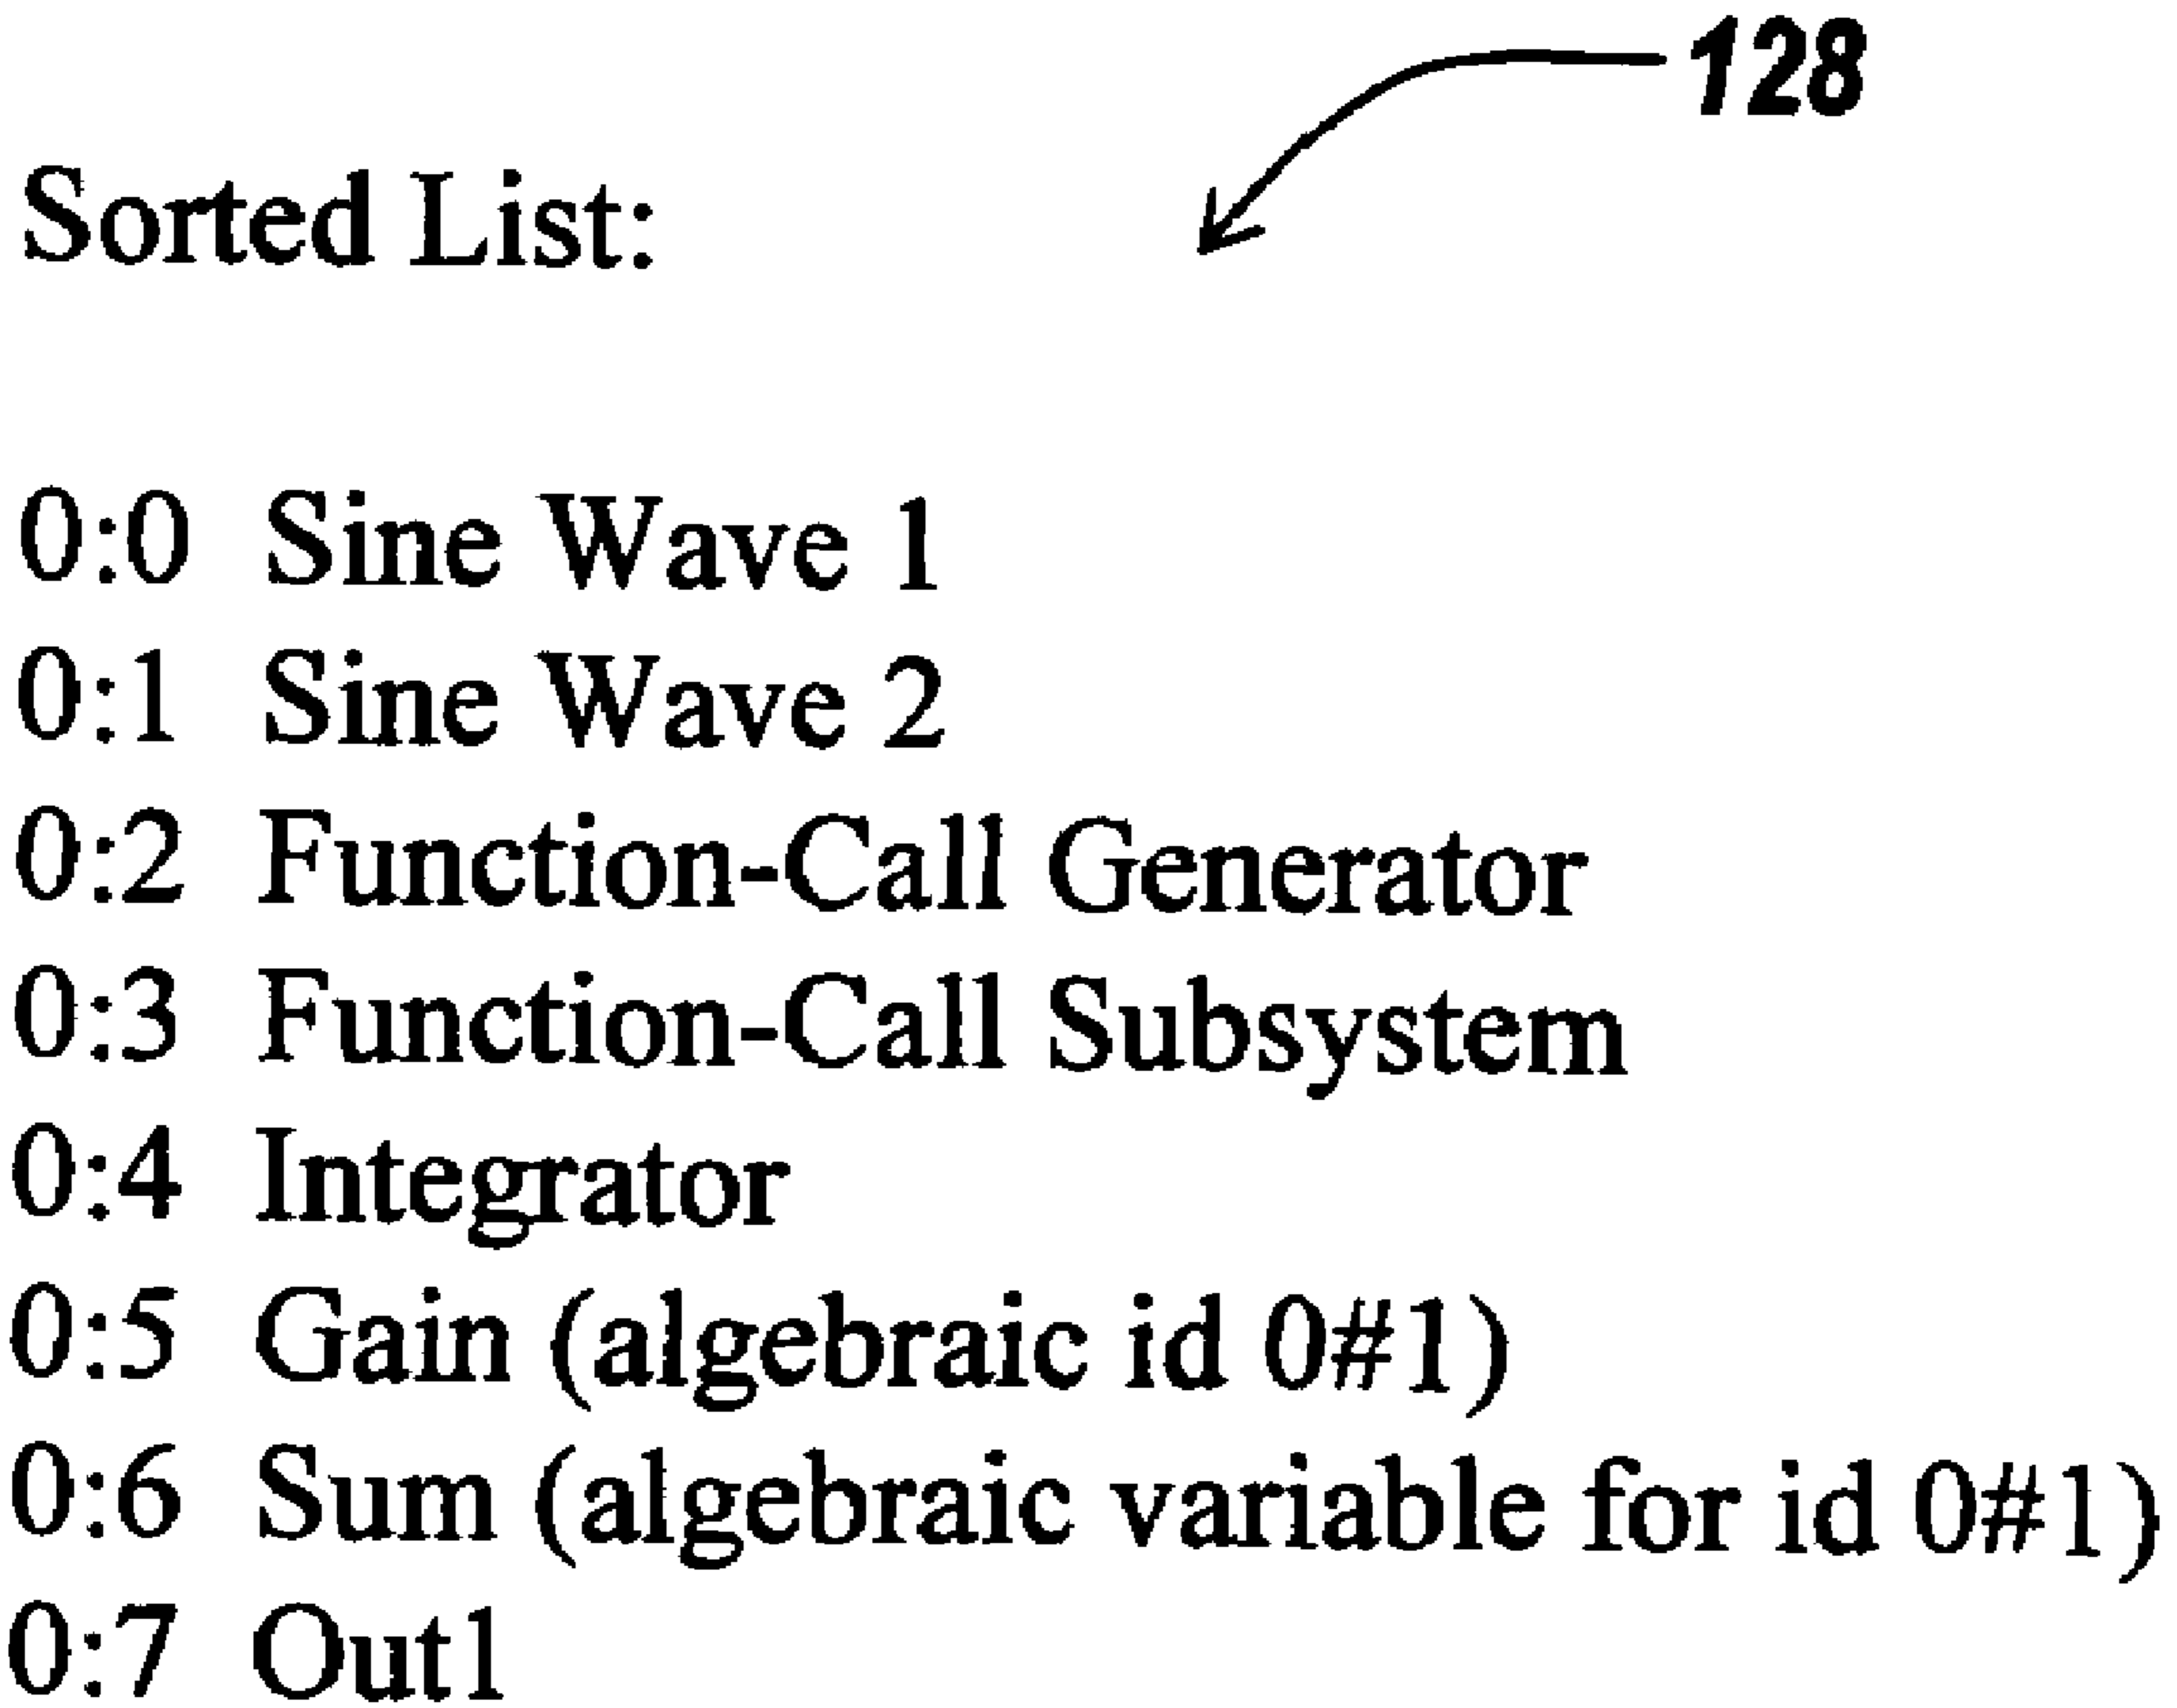 128
Sorted List:
0:0 Sine Wave 1
0:1 Sine Wave 2
0:2 Function-Call Generator
0:3 Function-Call Subsystem
0:4 Integrator
0:5 Gain (algebraic id 0#1)
0:6 Sum (algebraic variable for id 0#1)
0:7 Out1